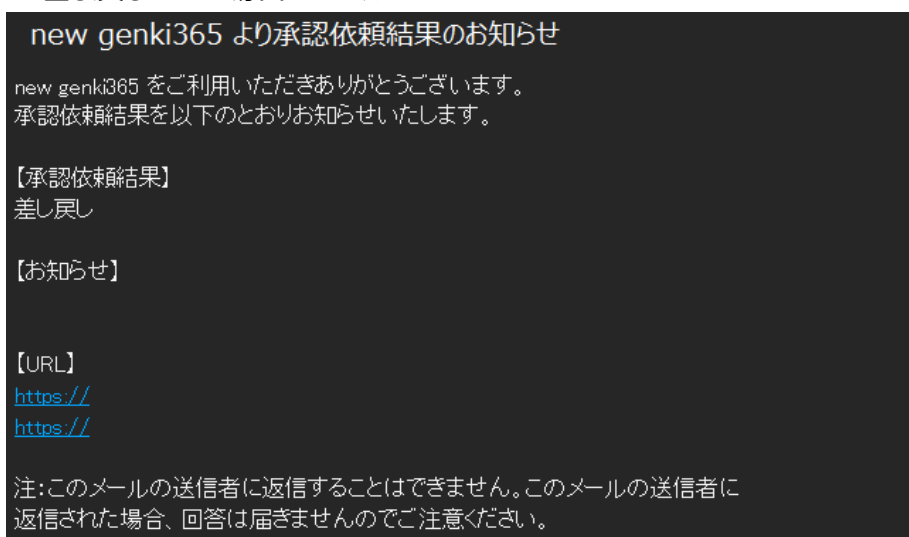 new genki365 より承認依頼結果のお知らせ
new genki365 をご利用いただきありがとうございます。
承認依頼結果を以下のとおりお知らせいたします。
【承認依頼結果】
差し戻し
【お知らせ】
【URL】
https://
https://
注：このメールの送信者に返信することはできません。このメールの送信者に
返信された場合、回答は届きませんのでご注意ください。